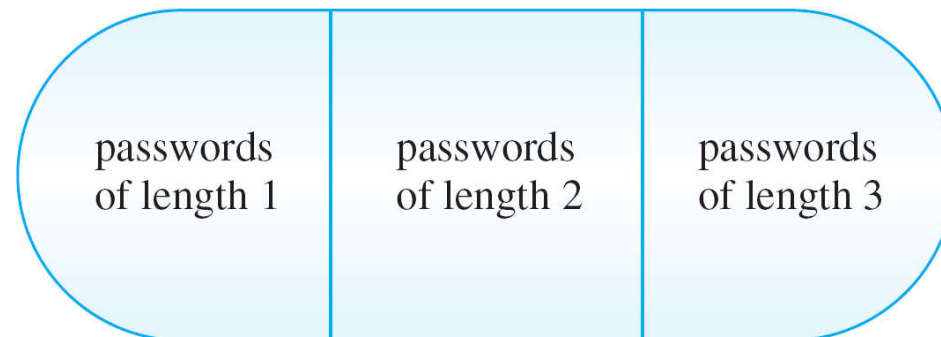 passwords
of length 1
passwords
of length 2
passwords
of length 3